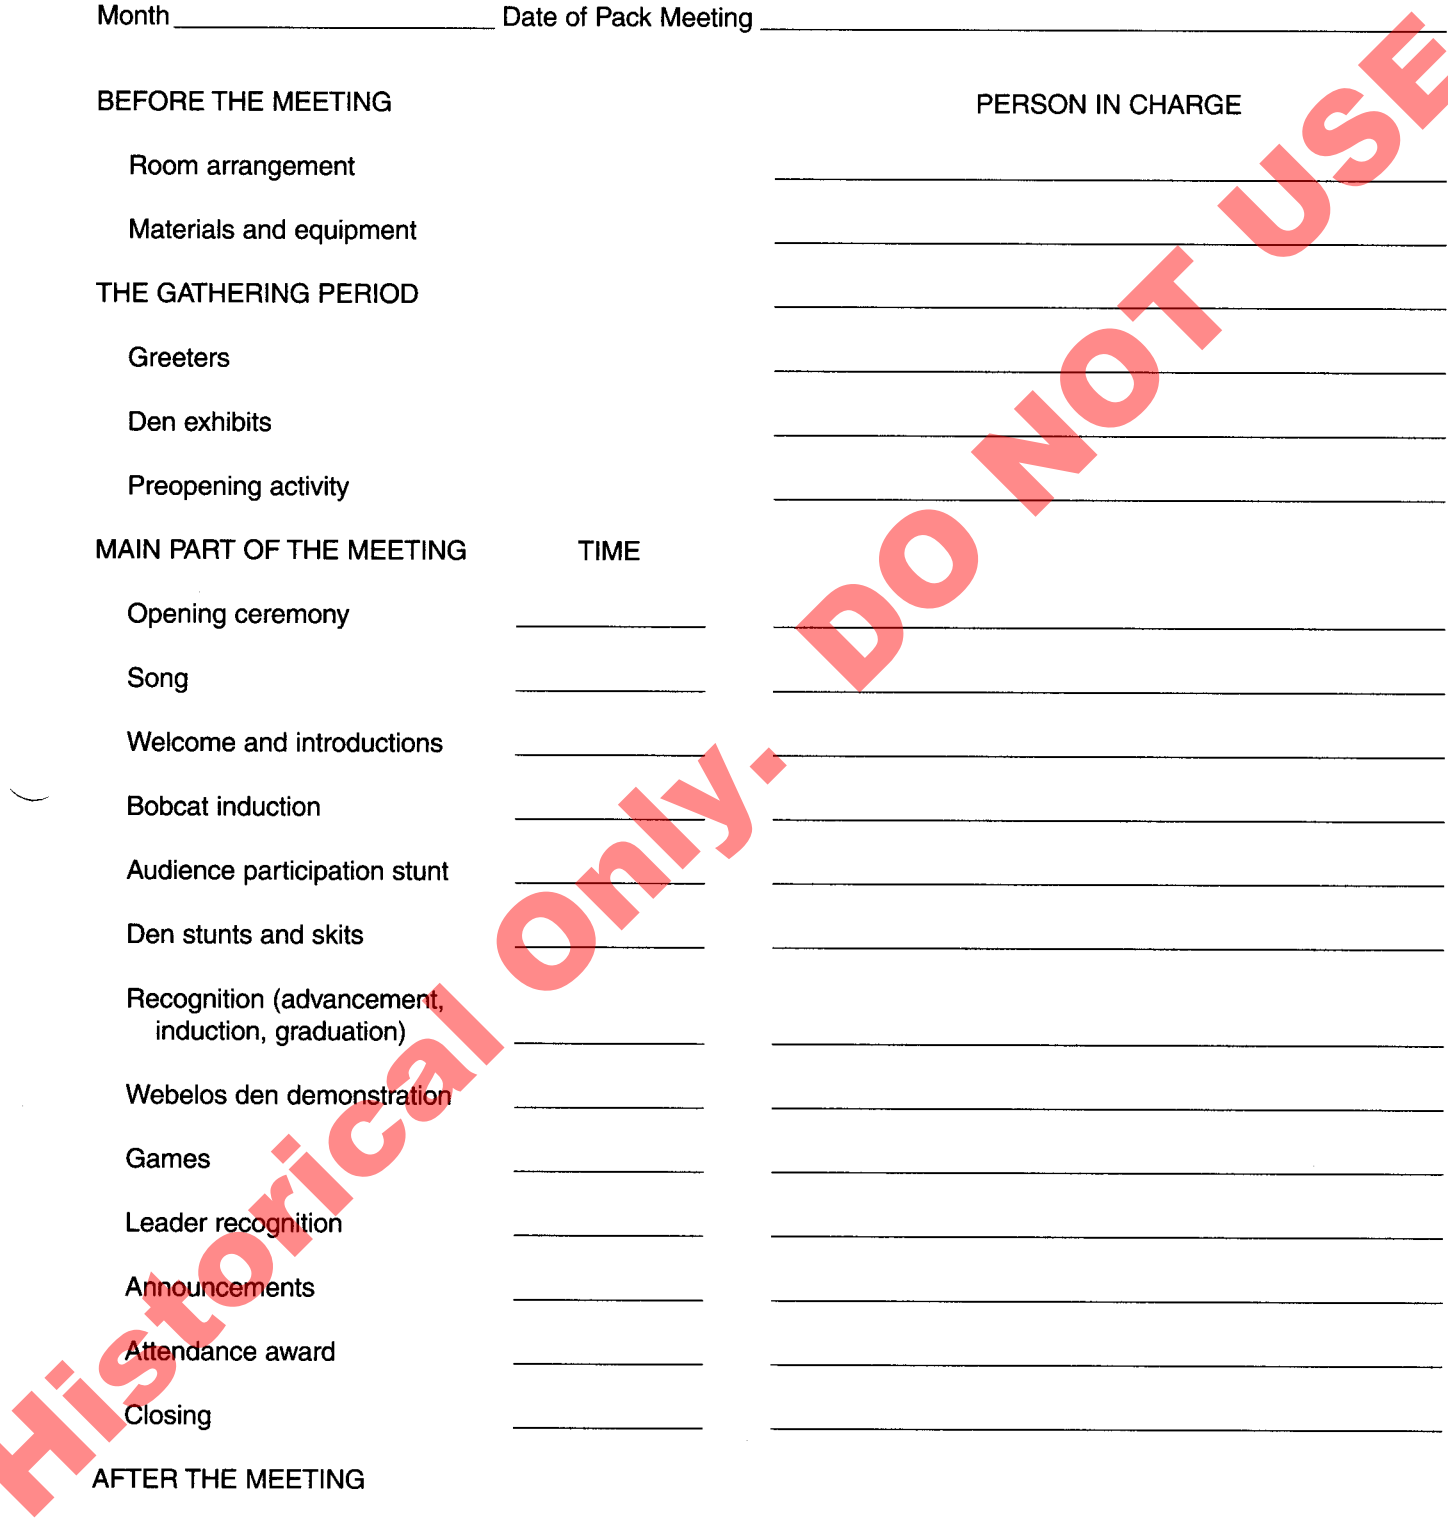 Month Date of Pack Meeting
BEFORE THE MEETING PERSON IN CHARGE
Room arrangement
Materials and equipment
THE GATHERING PERIOD
Greeters
Den exhibits
Preopening activity
MAIN PART OF THE MEETING TIME
Opening ceremony
Song
Welcome and introductions
Bobcat induction
Audience participation stunt
Den stunts and skits
Recognition (advancement,
induction, graduation)
Webelos den demonstration
Games
Leader recognition
Announcements
Attendance award
Closing
AFTER THE MEETING
Historical Only. DO NOT USE